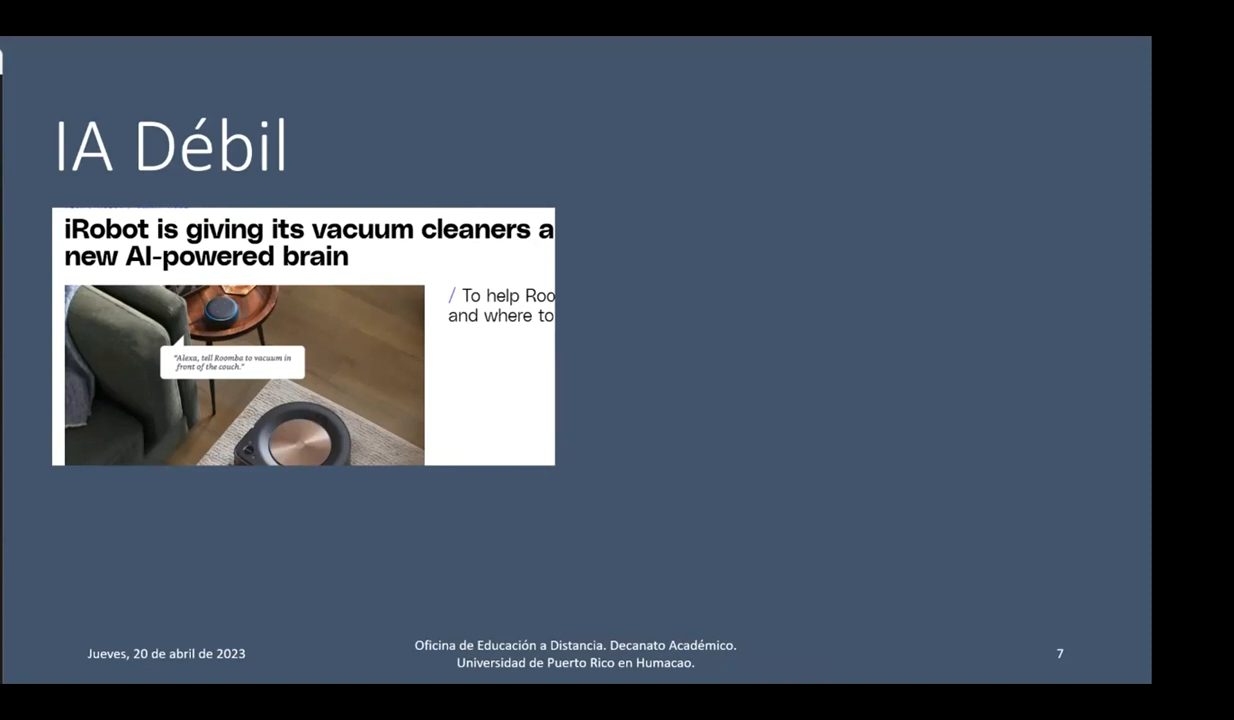 IA Débil
iRobot is giving its vacuum cleaners a
new AI-powered brain
/ To help Roo
and where to
"Alexa, tell Roomba to vacuum in
front of the couch."
Jueves, 20 de abril de 2023
Oficina de Educación a Distancia. Decanato Académico.
Universidad de Puerto Rico en Humacao.
7